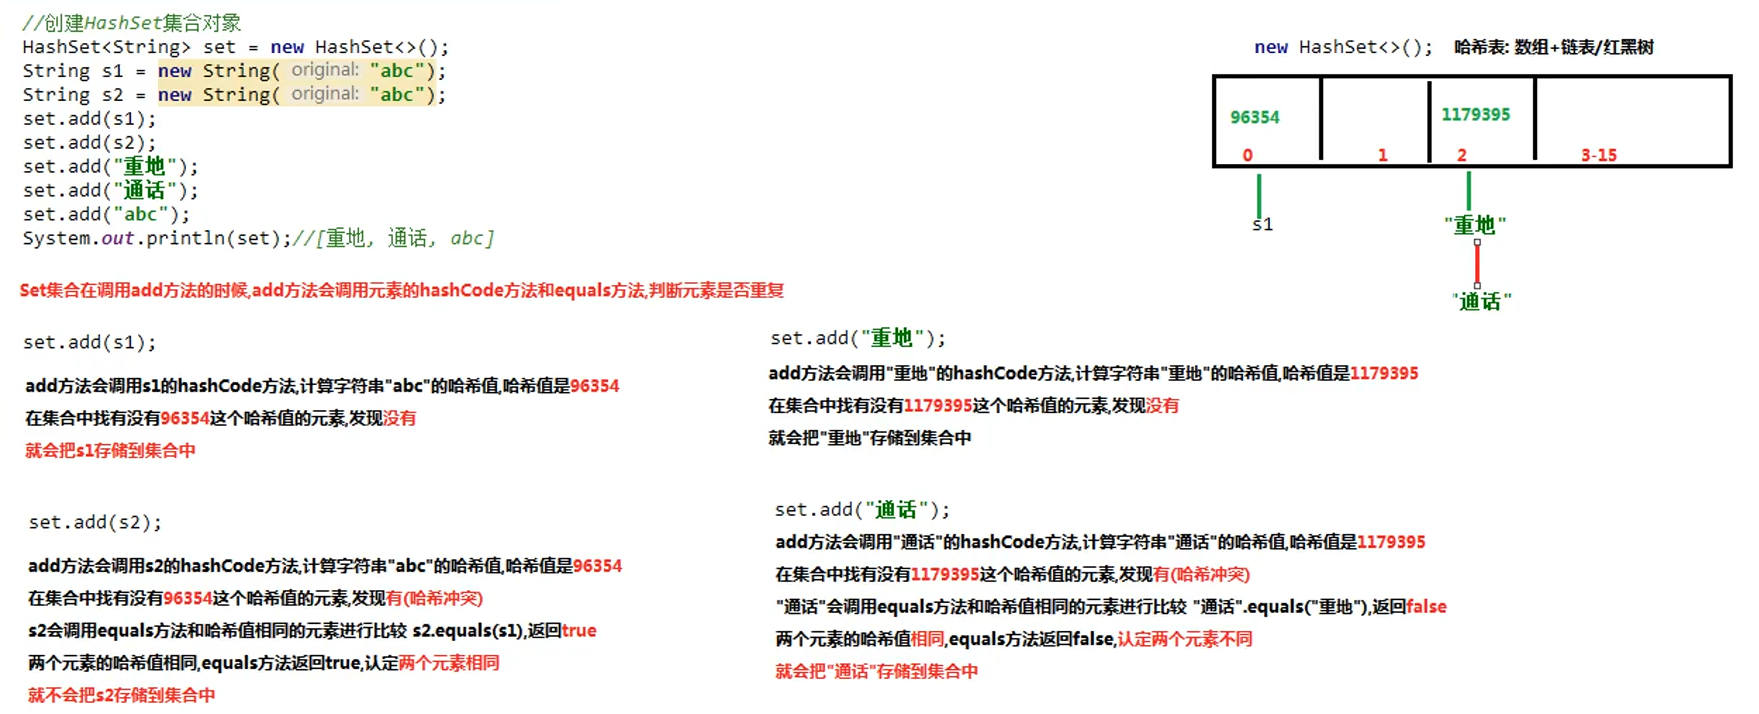 //创建HashSet集合对象
HashSet<String> set = new HashSet<>();
String s1 = new String( original: "abc");
String s2 = new String( original: "abc");
set.add(s1);
set.add(s2);
set.add("重地");
set.add("通话");
set.add("abc");
System.out.println(set);//[重地, 通话, abc]
new HashSet<>(); 哈希表: 数组+链表/红黑树
96354 1179395
0 1 2 3-15
s1 "重地"
"通话"
Set集合在调用add方法的时候,add方法会调用元素的hashCode方法和equals方法,判断元素是否重复
set.add(s1);
add方法会调用s1的hashCode方法,计算字符串"abc"的哈希值,哈希值是96354
在集合中找有没有96354这个哈希值的元素,发现没有
就会把s1存储到集合中
set.add(s2);
add方法会调用s2的hashCode方法,计算字符串"abc"的哈希值,哈希值是96354
在集合中找有没有96354这个哈希值的元素,发现有(哈希冲突)
s2会调用equals方法和哈希值相同的元素进行比较 s2.equals(s1),返回true
两个元素的哈希值相同,equals方法返回true,认定两个元素相同
就不会把s2存储到集合中
set.add("重地");
add方法会调用"重地"的hashCode方法,计算字符串"重地"的哈希值,哈希值是1179395
在集合中找有没有1179395这个哈希值的元素,发现没有
就会把"重地"存储到集合中
set.add("通话");
add方法会调用"通话"的hashCode方法,计算字符串"通话"的哈希值,哈希值是1179395
在集合中找有没有1179395这个哈希值的元素,发现有(哈希冲突)
"通话"会调用equals方法和哈希值相同的元素进行比较 "通话".equals("重地"),返回false
两个元素的哈希值相同,equals方法返回false,认定两个元素不同
就会把"通话"存储到集合中